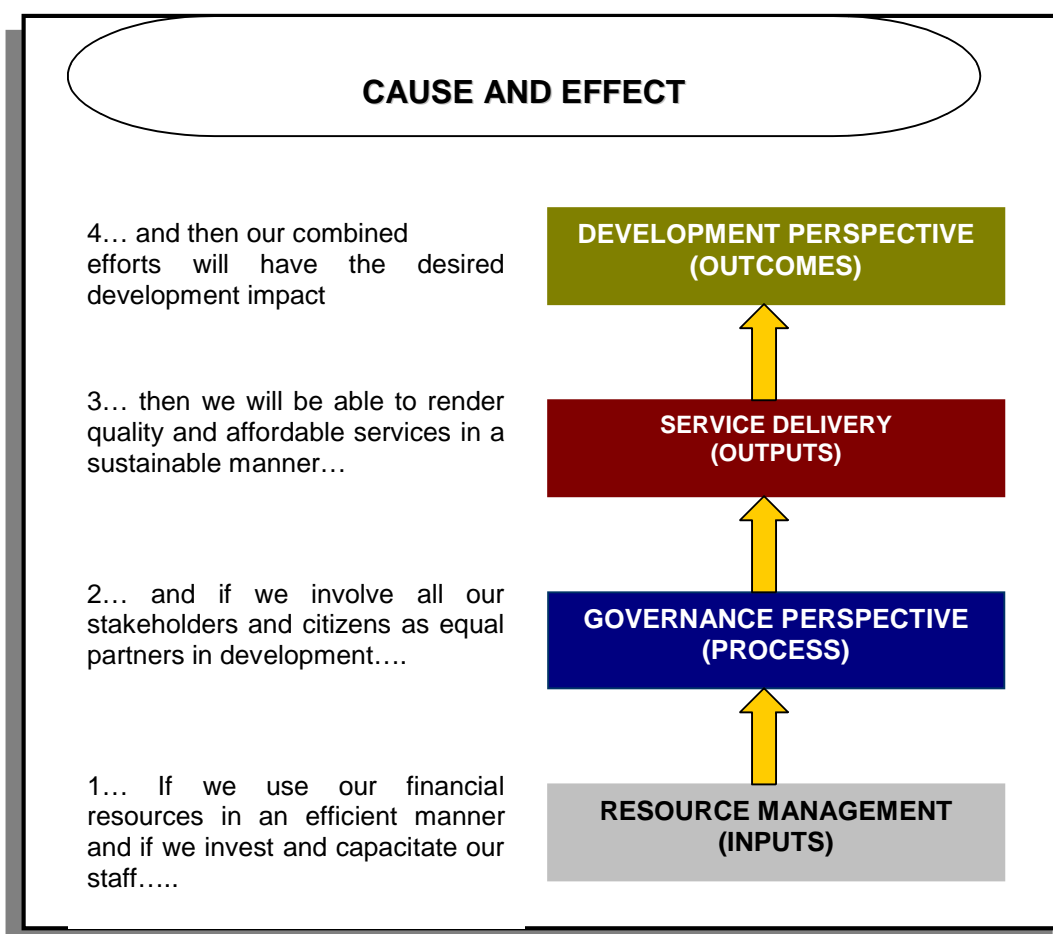 CAUSE AND EFFECT
4… and then our combined
efforts will have the desired
development impact
DEVELOPMENT PERSPECTIVE
(OUTCOMES)
3… then we will be able to render
quality and affordable services in a
sustainable manner…
SERVICE DELIVERY
(OUTPUTS)
2… and if we involve all our
stakeholders and citizens as equal
partners in development….
GOVERNANCE PERSPECTIVE
(PROCESS)
1… If we use our financial
resources in an efficient manner
and if we invest and capacitate our
staff…..
RESOURCE MANAGEMENT
(INPUTS)